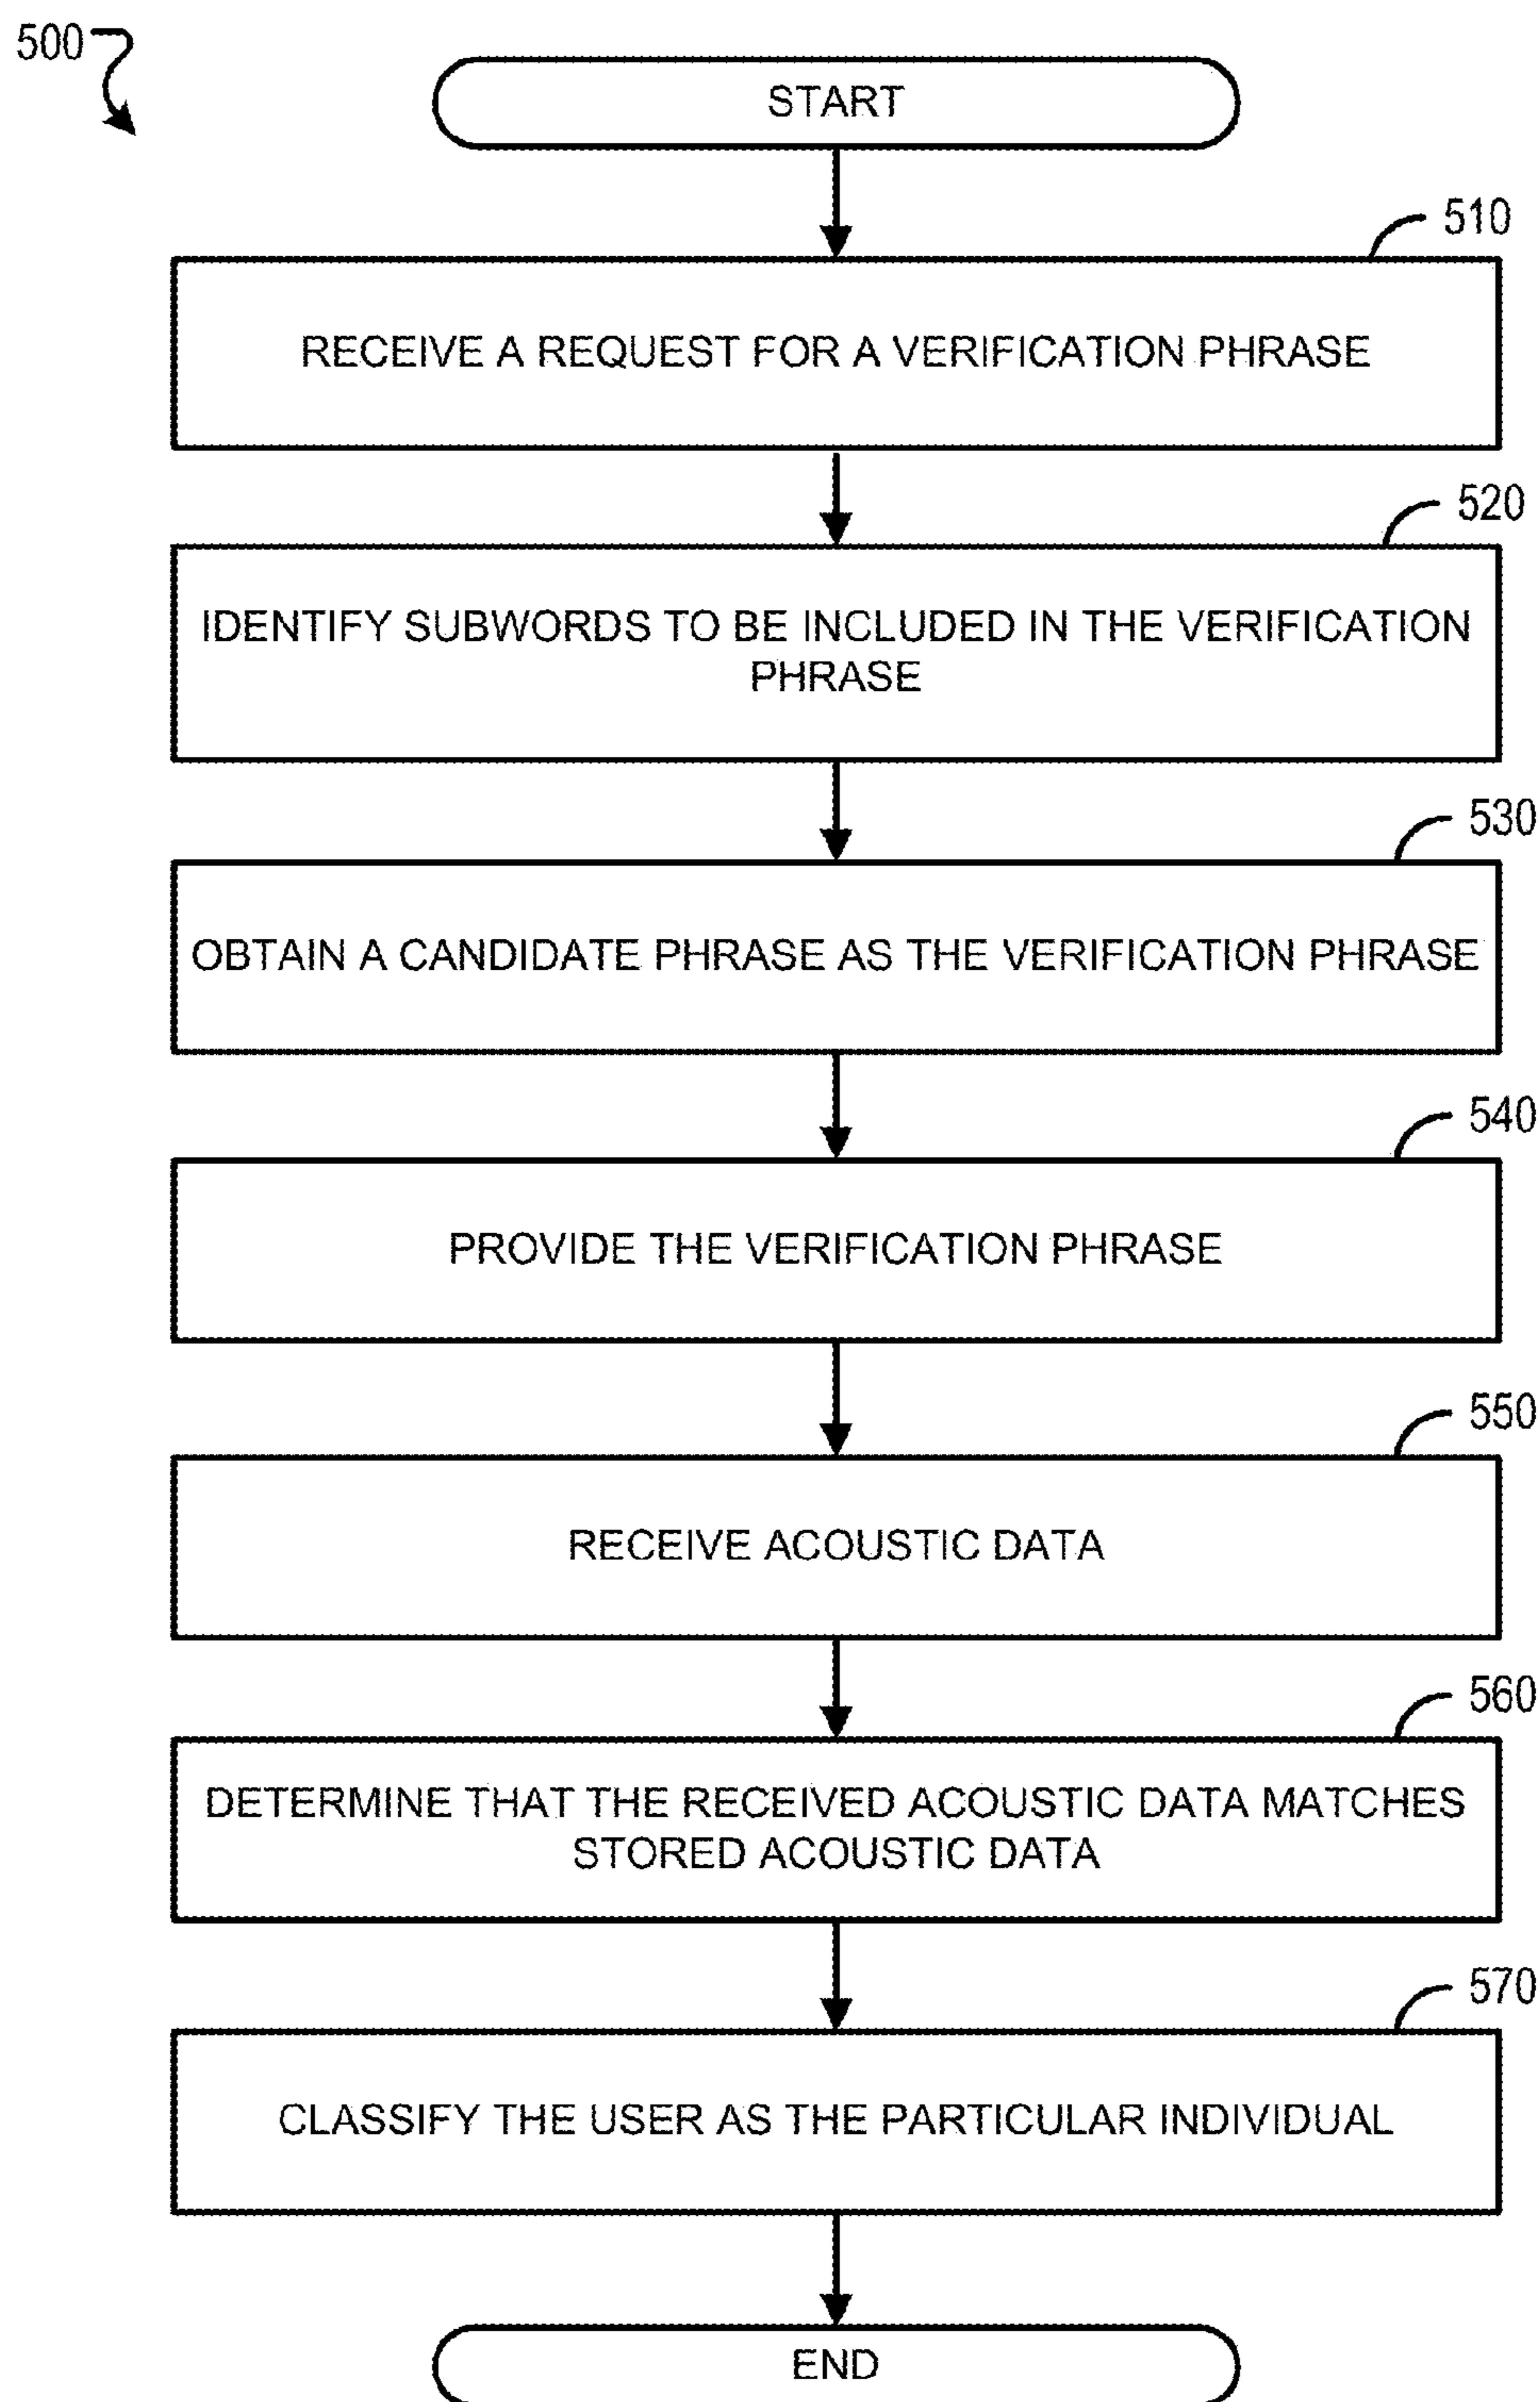 500
START
510
RECEIVE A REQUEST FOR A VERIFICATION PHRASE
520
IDENTIFY SUBWORDS TO BE INCLUDED IN THE VERIFICATION
PHRASE
530
OBTAIN A CANDIDATE PHRASE AS THE VERIFICATION PHRASE
540
PROVIDE THE VERIFICATION PHRASE
550
RECEIVE ACOUSTIC DATA
560
DETERMINE THAT THE RECEIVED ACOUSTIC DATA MATCHES
STORED ACOUSTIC DATA
570
CLASSIFY THE USER AS THE PARTICULAR INDIVIDUAL
END